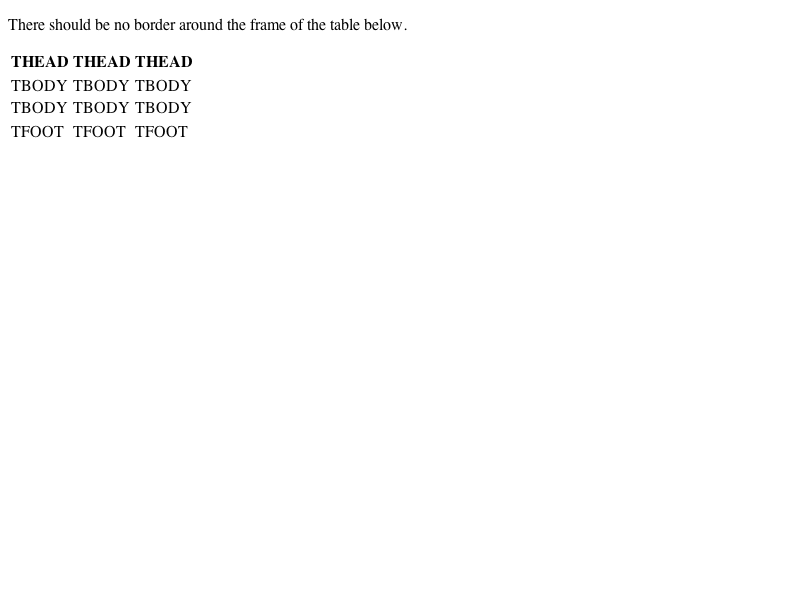 There should be no border around the frame of the table below.
THEAD THEAD THEAD
TBODY TBODY TBODY
TBODY TBODY TBODY
TFOOT TFOOT TFOOT